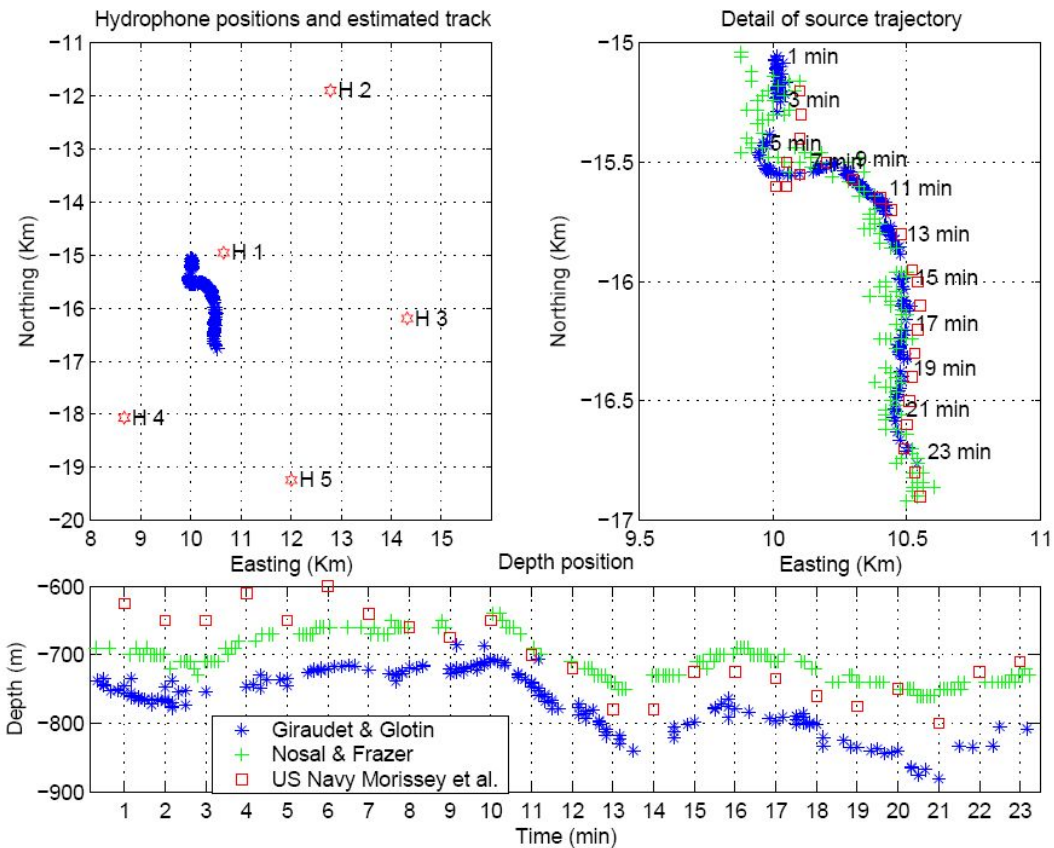 Hydrophone positions and estimated track
−11
−12
−13
−14
−15
−16
−17
−18
−19
−20
Northing (Km)
H 2
H 1
H 3
H 4
H 5
8 9 10 11 12 13 14 15
Easting (Km)
Detail of source trajectory
−15
−15.5
−16
−16.5
−17
Northing (Km)
1 min
3 min
5 min
7 min
9 min
11 min
13 min
15 min
17 min
19 min
21 min
23 min
9.5 10 10.5 11
Easting (Km)
Depth position
−600
−700
−800
−900
Depth (m)
Giraudet & Glotin
Nosal & Frazer
US Navy Morissey et al.
1 2 3 4 5 6 7 8 9 10 11 12 13 14 15 16 17 18 19 20 21 22 23
Time (min)